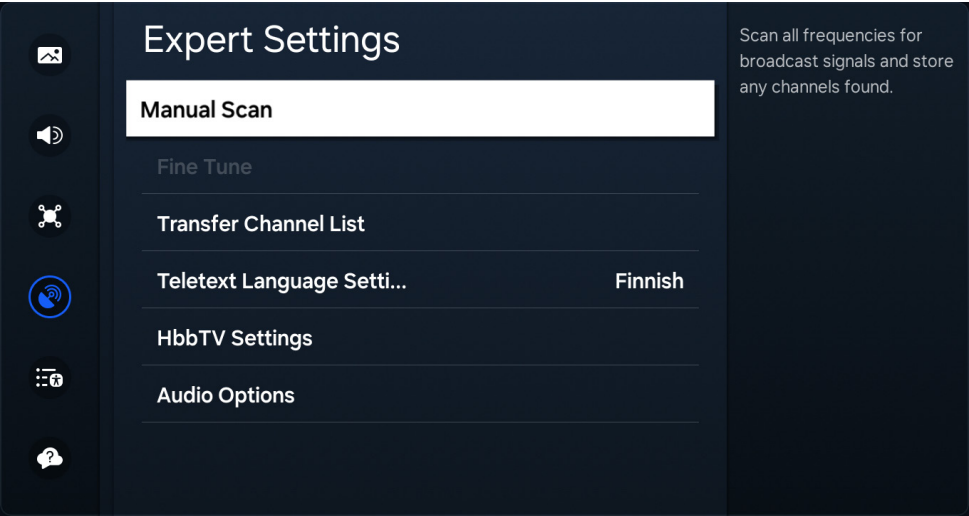 Expert Settings
Manual Scan
Fine Tune
Transfer Channel List
Teletext Language Setti... Finnish
HbbTV Settings
Audio Options
Scan all frequencies for
broadcast signals and store
any channels found.
?